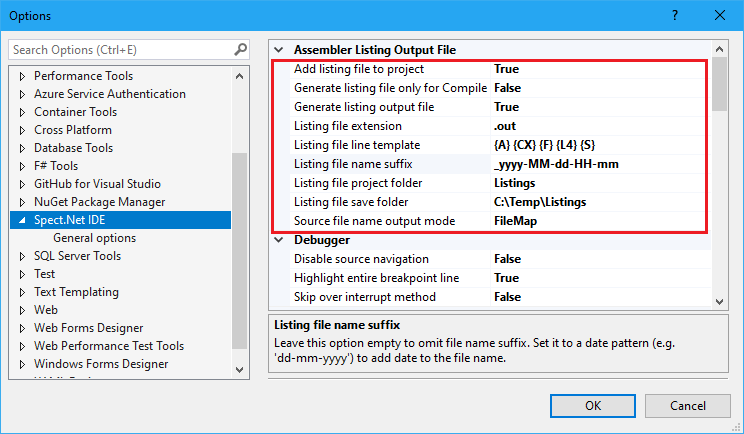 Options
?
Search Options (Ctrl+E)
Performance Tools
Azure Service Authentication
Container Tools
Cross Platform
Database Tools
F# Tools
GitHub for Visual Studio
NuGet Package Manager
Spect.Net IDE
General options
SQL Server Tools
Test
Text Templating
Web
Web Forms Designer
Web Performance Test Tools
Windows Forms Designer
Assembler Listing Output File
Add listing file to project True
Generate listing file only for Compile False
Generate listing output file True
Listing file extension .out
Listing file line template {A} {CX} {F} {L4} {S}
Listing file name suffix _yyyy-MM-dd-HH-mm
Listing file project folder Listings
Listing file save folder C:\Temp\Listings
Source file name output mode FileMap
Debugger
Disable source navigation False
Highlight entire breakpoint line True
Skip over interrupt method False
Listing file name suffix
Leave this option empty to omit file name suffix. Set it to a date pattern (e.g.
'dd-mm-yyyy') to add date to the file name.
OK
Cancel